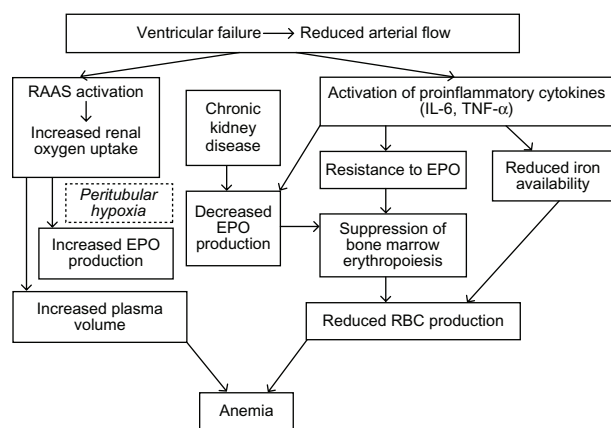 Ventricular failure → Reduced arterial flow
RAAS activation
Increased renal
oxygen uptake
Chronic
kidney
disease
Activation of proinflammatory cytokines
(IL-6, TNF-α)
Peritubular
hypoxia
Increased EPO
production
Decreased
EPO
production
Resistance to EPO
Reduced iron
availability
Suppression of
bone marrow
erythropoiesis
Increased plasma
volume
Reduced RBC production
Anemia